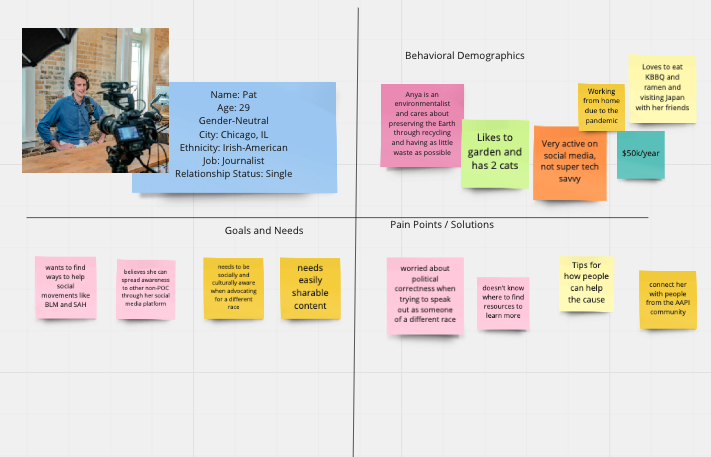 Name: Pat
Age: 29
Gender-Neutral
City: Chicago, IL
Ethnicity: Irish-American
Job: Journalist
Relationship Status: Single
Behavioral Demographics
Anya is an
environmentalist
and cares about
preserving the Earth
through recycling
and having as little
waste as possible
Likes to
garden and
has 2 cats
Very active on
social media,
not super tech
savvy
Working
from home
due to the
pandemic
Loves to eat
KBBQ and
ramen and
visiting Japan
with her friends
$50k/year
Goals and Needs
wants to find
ways to help
social
movements like
BLM and SAH
believes she can
spread awareness
to other non-POC
through her social
media platform
needs to be
socially and
culturally aware
when advocating
for a different
race
needs
easily
sharable
content
Pain Points / Solutions
worried about
political
correctness when
trying to speak
out as someone
of a different race
doesn't know
where to find
resources to
learn more
Tips for
how people
can help
the cause
connect her
with people
from the AAPI
community